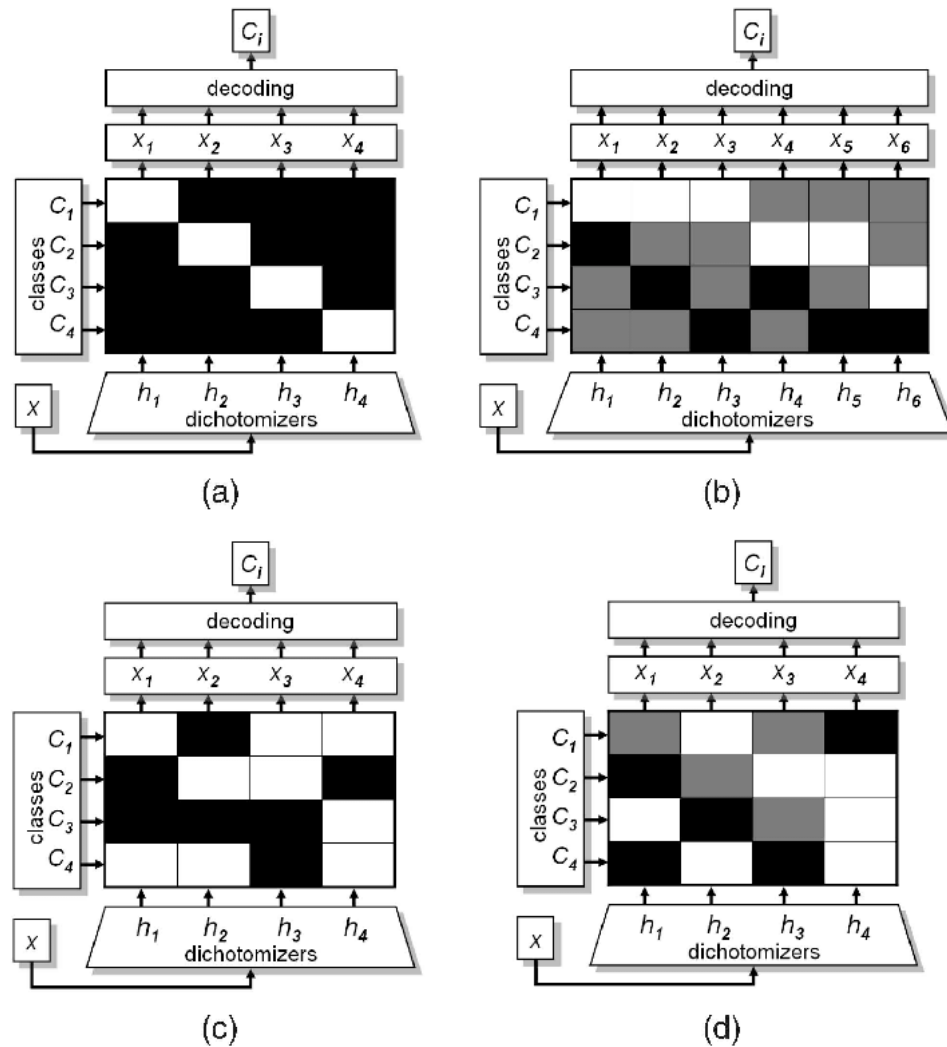 C_i C_i
decoding decoding
x_1 x_2 x_3 x_4 x_1 x_2 x_3 x_4 x_5 x_6
classes C_1 C_2 C_3 C_4 classes C_1 C_2 C_3 C_4
x h_1 h_2 h_3 h_4 x h_1 h_2 h_3 h_4 h_5 h_6
dichotomizers dichotomizers
(a) (b)
C_i C_i
decoding decoding
x_1 x_2 x_3 x_4 x_1 x_2 x_3 x_4
classes C_1 C_2 C_3 C_4 classes C_1 C_2 C_3 C_4
x h_1 h_2 h_3 h_4 x h_1 h_2 h_3 h_4
dichotomizers dichotomizers
(c) (d)